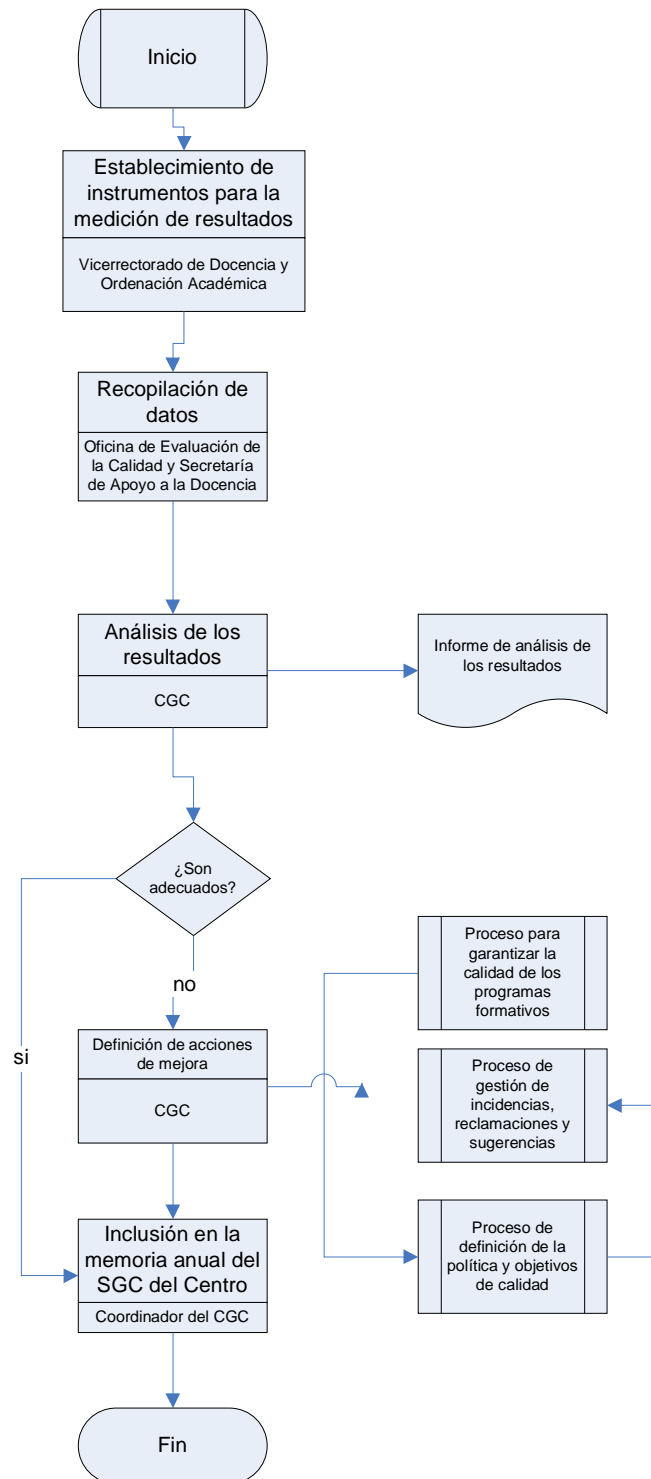 Inicio
Establecimiento de
instrumentos para la
medición de resultados
Vicerrectorado de Docencia y
Ordenación Académica
Recopilación de
datos
Oficina de Evaluación de
la Calidad y Secretaría
de Apoyo a la Docencia
Análisis de los
resultados
CGC
Informe de análisis de
los resultados
¿Son
adecuados?
no
si
Definición de acciones
de mejora
CGC
Proceso para
garantizar la
calidad de los
programas
formativos
Proceso de
gestión de
incidencias,
reclamaciones y
sugerencias
Proceso de
definición de la
política y objetivos
de calidad
Inclusión en la
memoria anual del
SGC del Centro
Coordinador del CGC
Fin